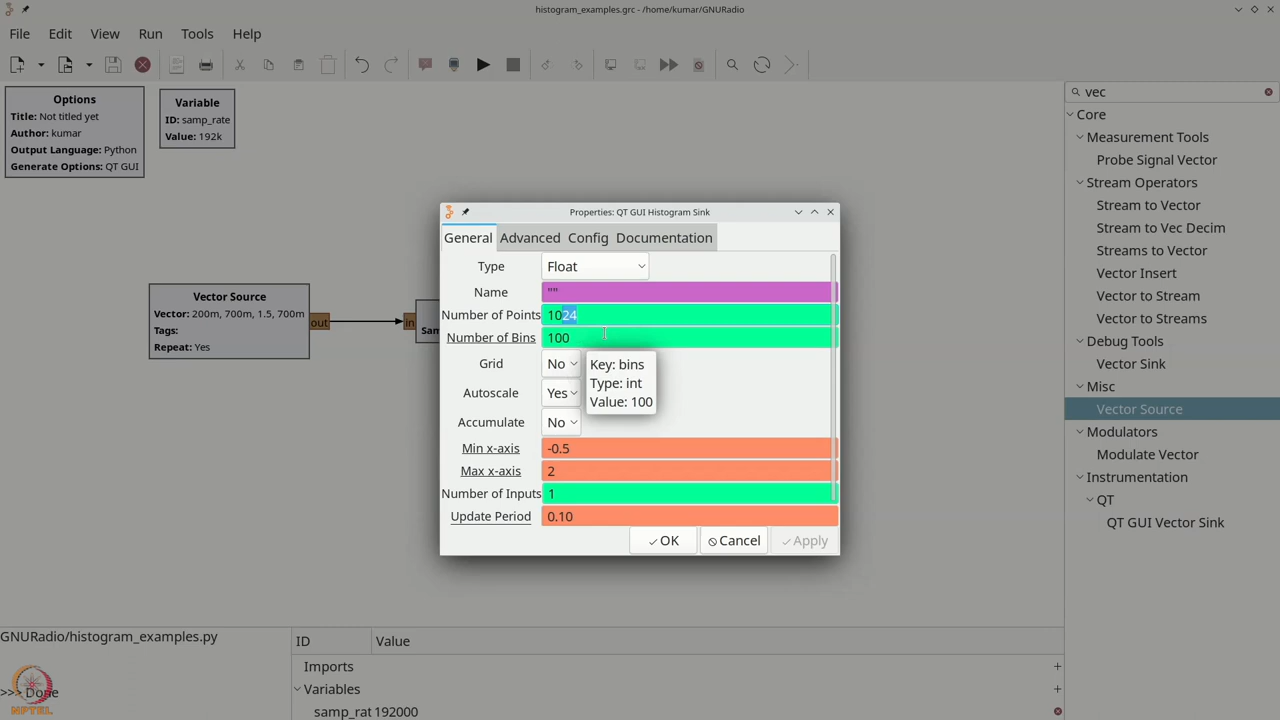 histogram_examples.grc - /home/kumar/GNURadio
File Edit View Run Tools Help
Options
Title: Not titled yet
Author: kumar
Output Language: Python
Generate Options: QT GUI
Variable
ID: samp_rate
Value: 192k
Vector Source
Vector: 200m, 700m, 1.5, 700m
Tags:
Repeat: Yes
out
in
Sam
Properties: QT GUI Histogram Sink
General Advanced Config Documentation
Type Float
Name ""
Number of Points 1024
Number of Bins 100
Grid No
Autoscale Yes
Accumulate No
Key: bins
Type: int
Value: 100
Min x-axis -0.5
Max x-axis 2
Number of Inputs 1
Update Period 0.10
OK Cancel Apply
vec
Core
Measurement Tools
Probe Signal Vector
Stream Operators
Stream to Vector
Stream to Vec Decim
Streams to Vector
Vector Insert
Vector to Stream
Vector to Streams
Debug Tools
Vector Sink
Misc
Vector Source
Modulators
Modulate Vector
Instrumentation
QT
QT GUI Vector Sink
GNURadio/histogram_examples.py
>>> Done
NPTEL
ID Value
Imports
Variables
samp_rat 192000